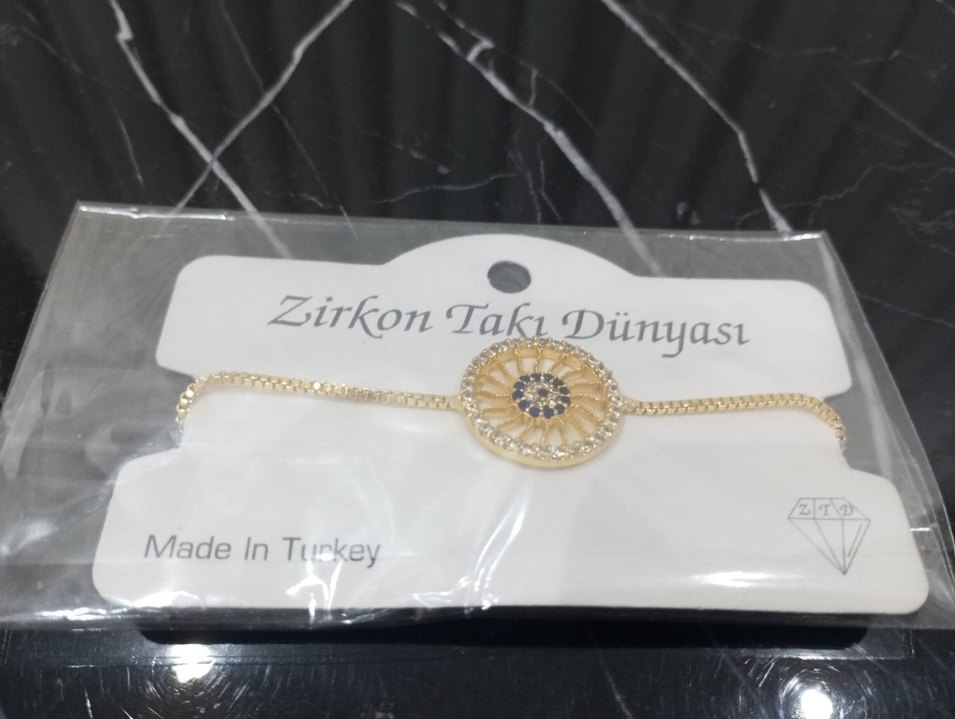 Zirkon Takı Dünyası
Made In Turkey
ZTD